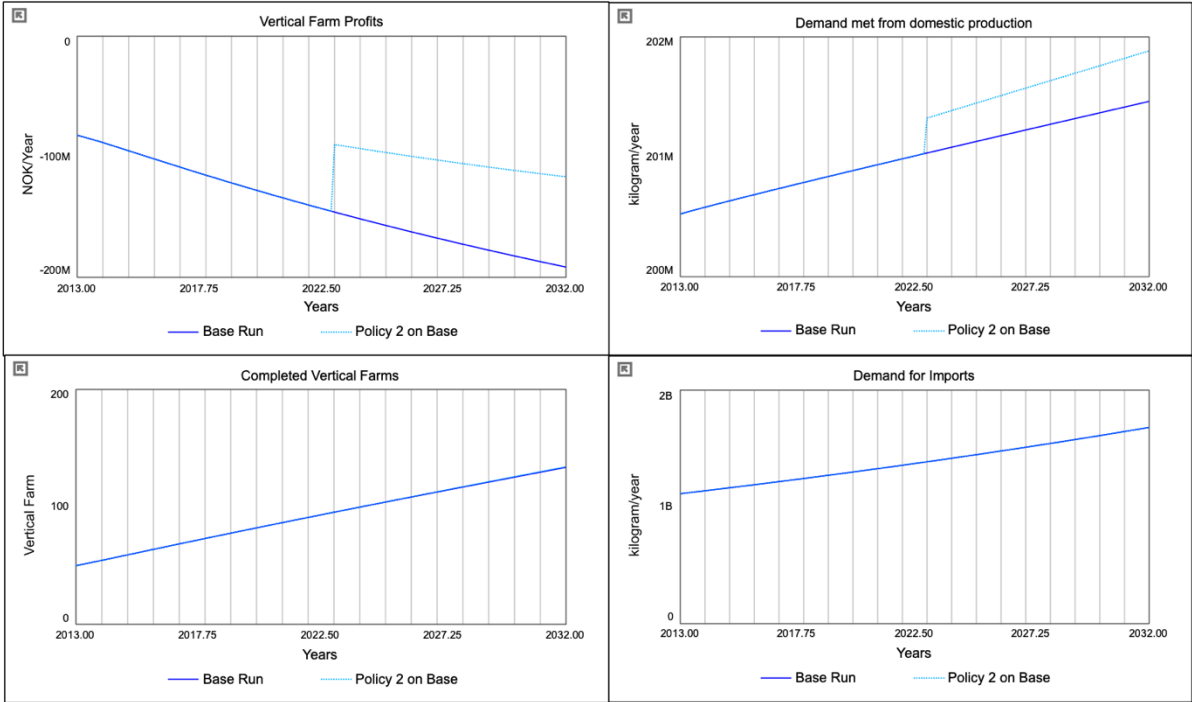 Vertical Farm Profits
0
-100M
-200M
NOK/Year
2013.00 2017.75 2022.50 2027.25 2032.00
Years
Base Run Policy 2 on Base
Demand met from domestic production
202M
201M
200M
kilogram/year
2013.00 2017.75 2022.50 2027.25 2032.00
Years
Base Run Policy 2 on Base
Completed Vertical Farms
200
100
0
Vertical Farm
2013.00 2017.75 2022.50 2027.25 2032.00
Years
Base Run Policy 2 on Base
Demand for Imports
2B
1B
0
kilogram/year
2013.00 2017.75 2022.50 2027.25 2032.00
Years
Base Run Policy 2 on Base